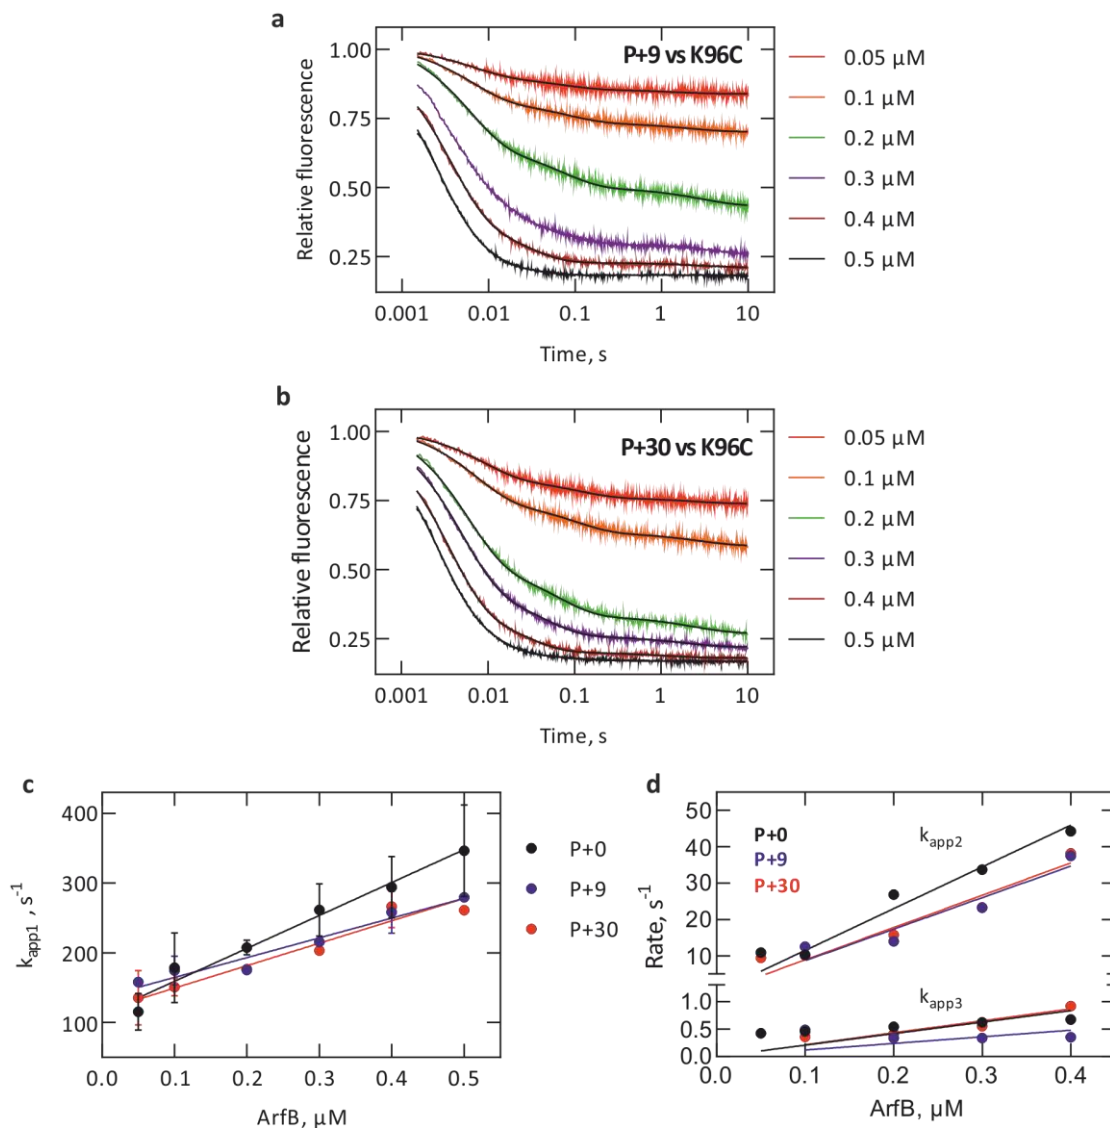 a
P+9 vs K96C
Relative fluorescence
1.00
0.75
0.50
0.25
0.001 0.01 0.1 1 10
Time, s
0.05 µM
0.1 µM
0.2 µM
0.3 µM
0.4 µM
0.5 µM
b
P+30 vs K96C
Relative fluorescence
1.00
0.75
0.50
0.25
0.001 0.01 0.1 1 10
Time, s
0.05 µM
0.1 µM
0.2 µM
0.3 µM
0.4 µM
0.5 µM
c
k_app1, s⁻¹
400
300
200
100
0.0 0.1 0.2 0.3 0.4 0.5
ArfB, µM
P+0
P+9
P+30
d
Rate, s⁻¹
50
40
30
20
10
1.0
0.5
0.0
P+0
P+9
P+30
k_app2
k_app3
0.0 0.1 0.2 0.3 0.4
ArfB, µM